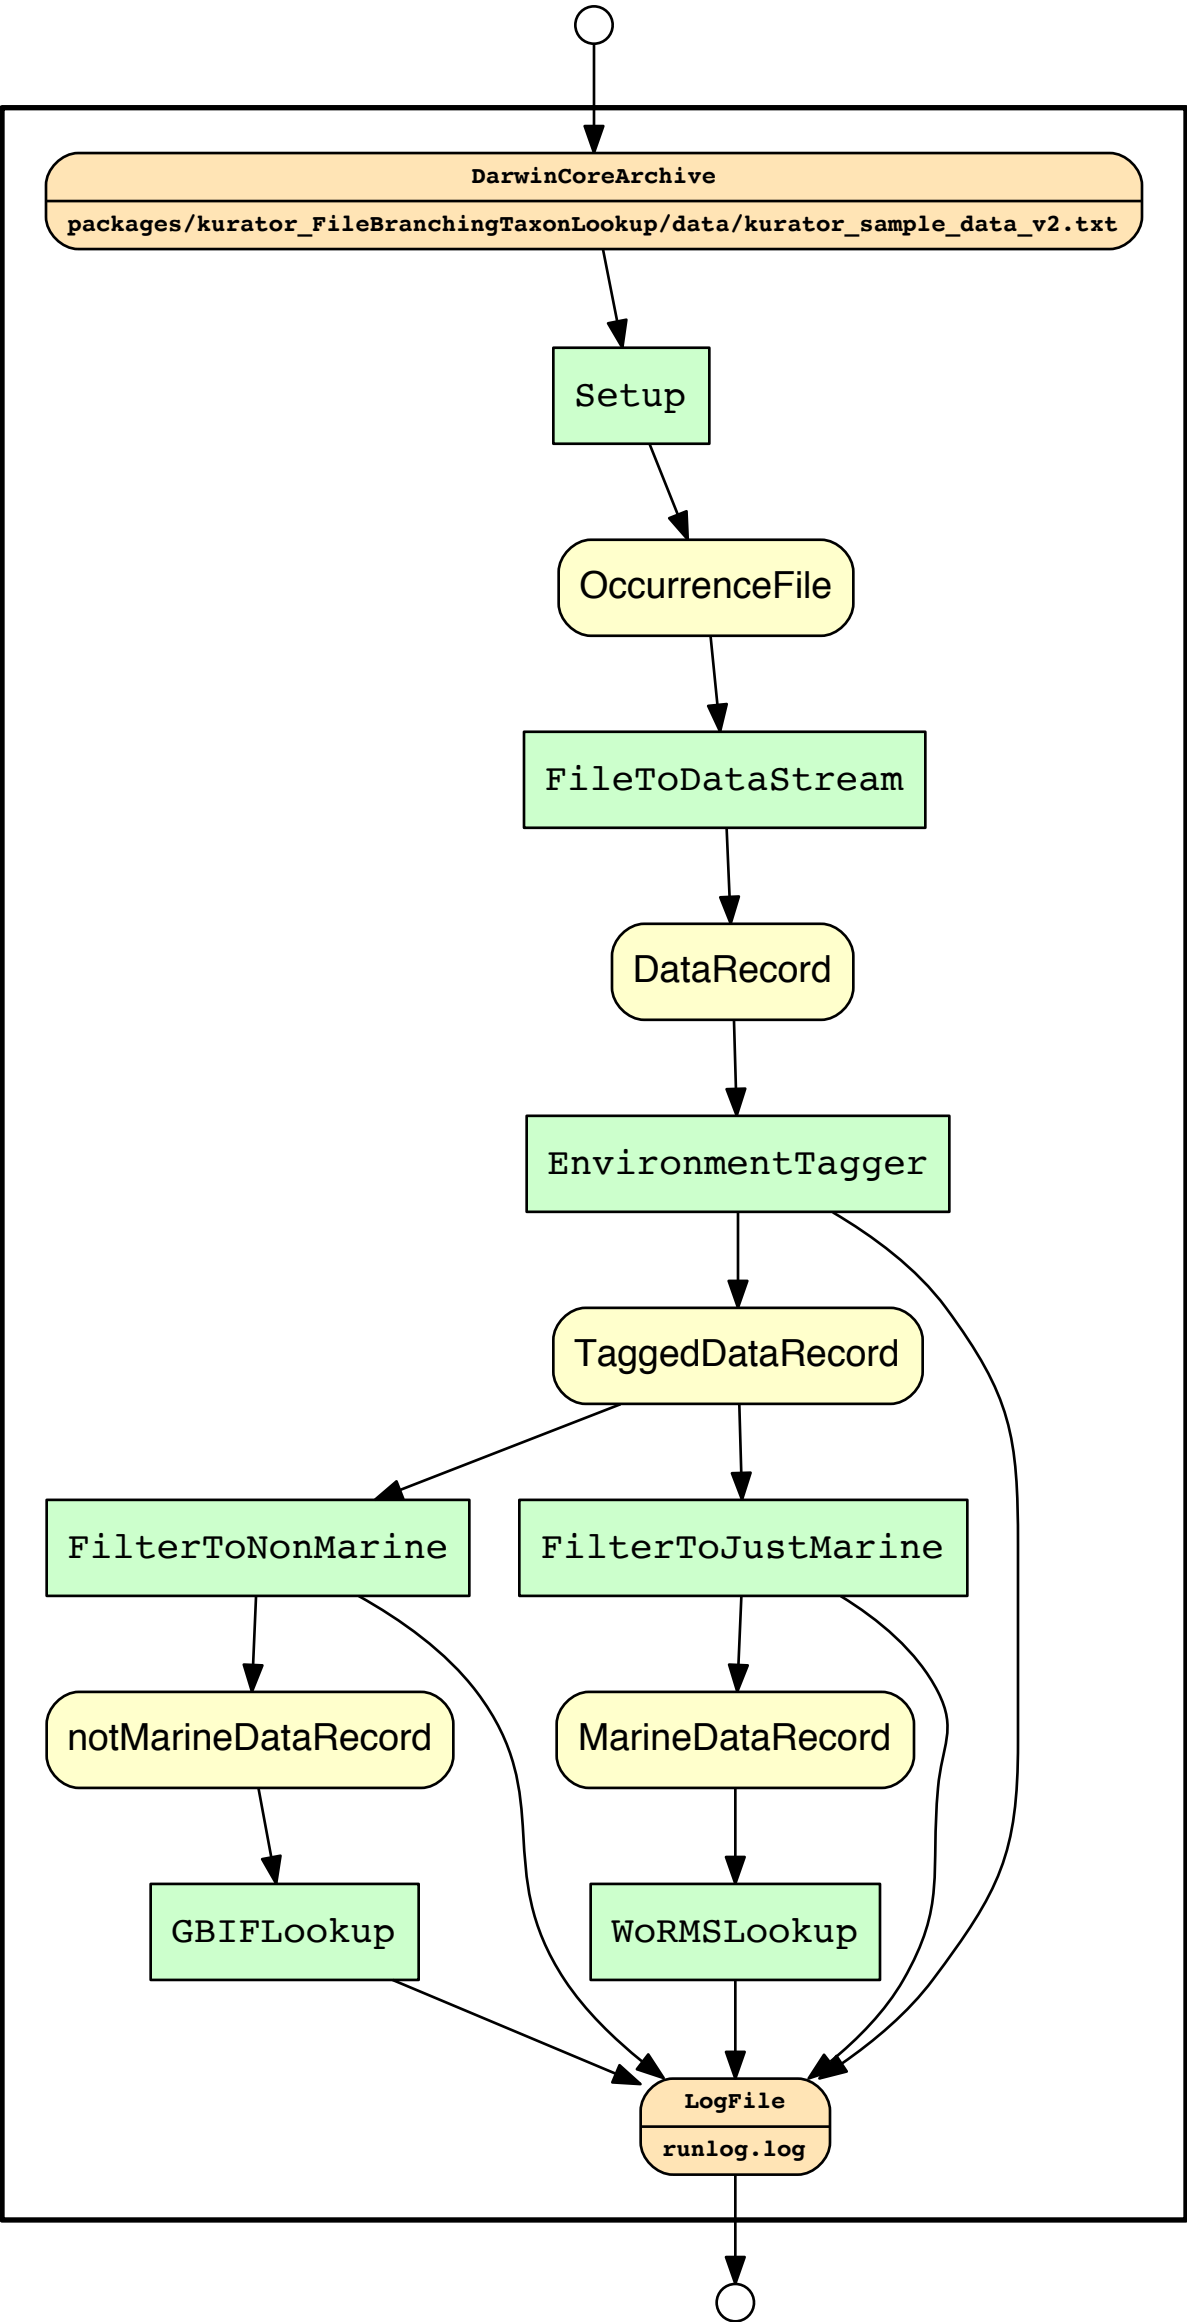 DarwinCoreArchive
packages/kurator_FileBranchingTaxonLookup/data/kurator_sample_data_v2.txt
Setup
OccurrenceFile
FileToDataStream
DataRecord
EnvironmentTagger
TaggedDataRecord
FilterToNonMarine
FilterToJustMarine
notMarineDataRecord
MarineDataRecord
GBIFLookup
WoRMSLookup
LogFile
runlog.log